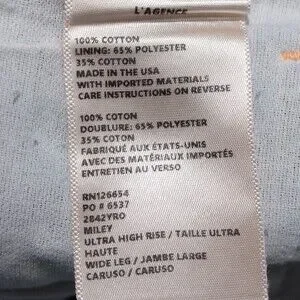 L'AGENCE
100% COTTON
LINING: 65% POLYESTER
35% COTTON
MADE IN THE USA
WITH IMPORTED MATERIALS
CARE INSTRUCTIONS ON REVERSE
100% COTON
DOUBLURE: 65% POLYESTER
35% COTON
FABRIQUÉ AUX ÉTATS-UNIS
AVEC DES MATÉRIAUX IMPORTÉS
ENTRETIEN AU VERSO
RN126654
PO # 6537
2842YRO
MILEY
ULTRA HIGH RISE / TAILLE ULTRA
HAUTE
WIDE LEG / JAMBE LARGE
CARUSO / CARUSO